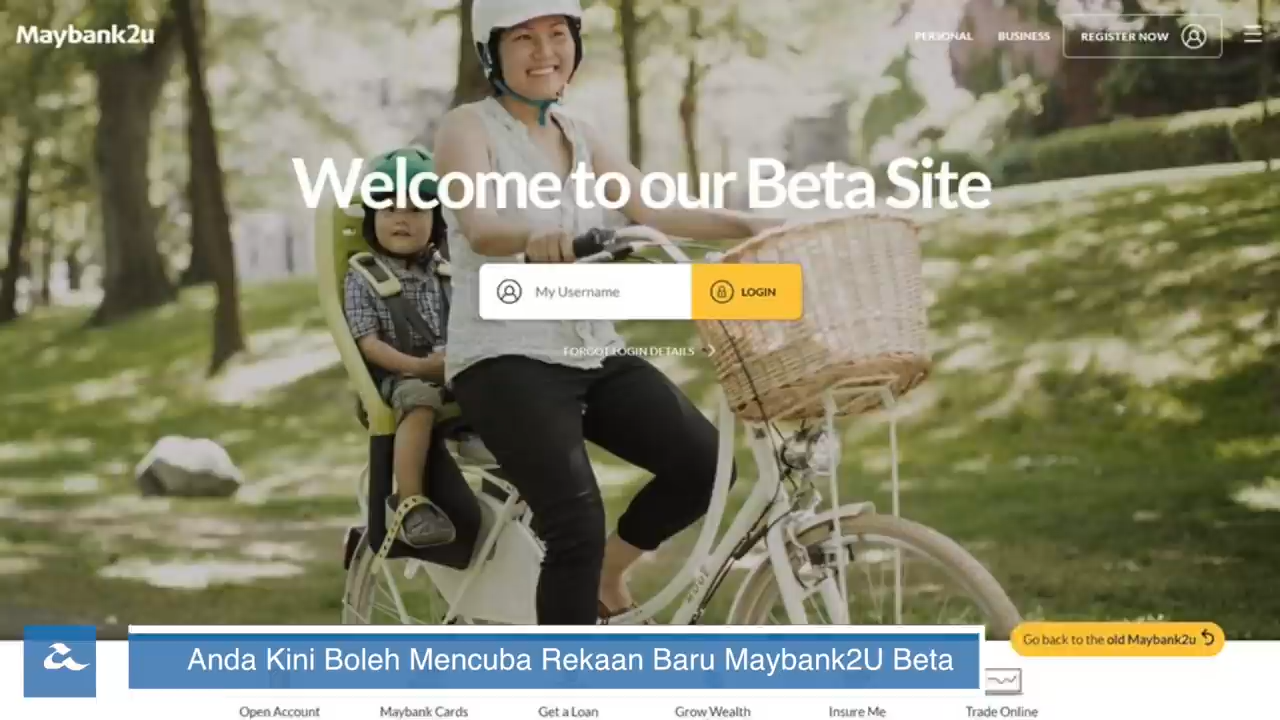 Maybank2u
PERSONAL
BUSINESS
REGISTER NOW
Welcome to our Beta Site
My Username
LOGIN
FORGOT LOGIN DETAILS
Go back to the old Maybank2u
Anda Kini Boleh Mencuba Rekaan Baru Maybank2U Beta
Open Account
Maybank Cards
Get a Loan
Grow Wealth
Insure Me
Trade Online